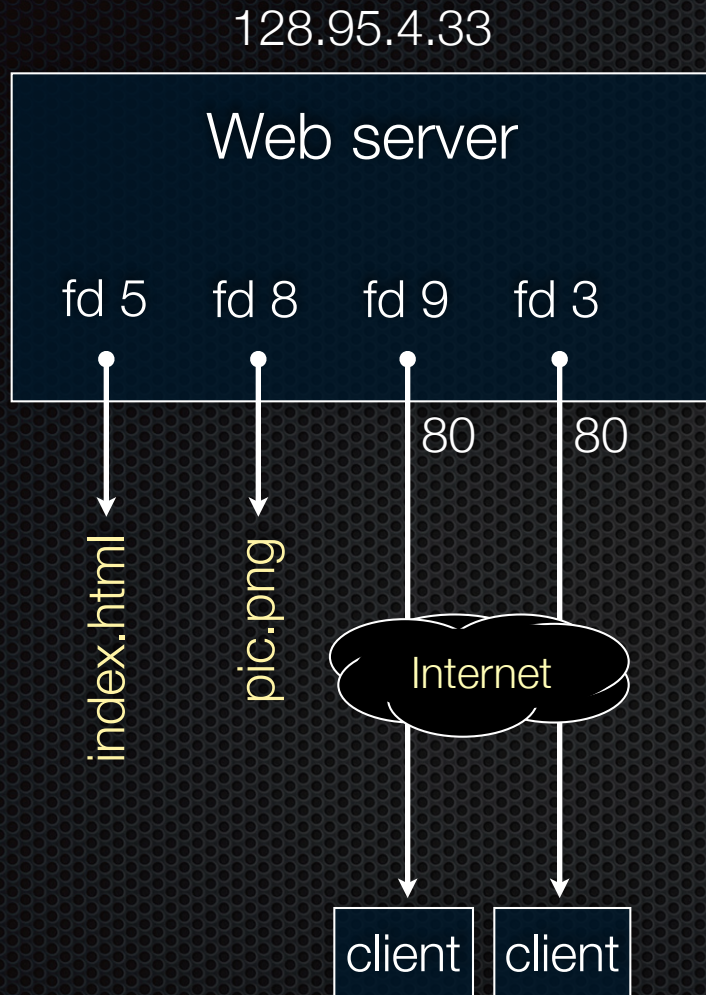 128.95.4.33
Web server
fd 5 fd 8 fd 9 fd 3
80 80
index.html
pic.png
Internet
client client